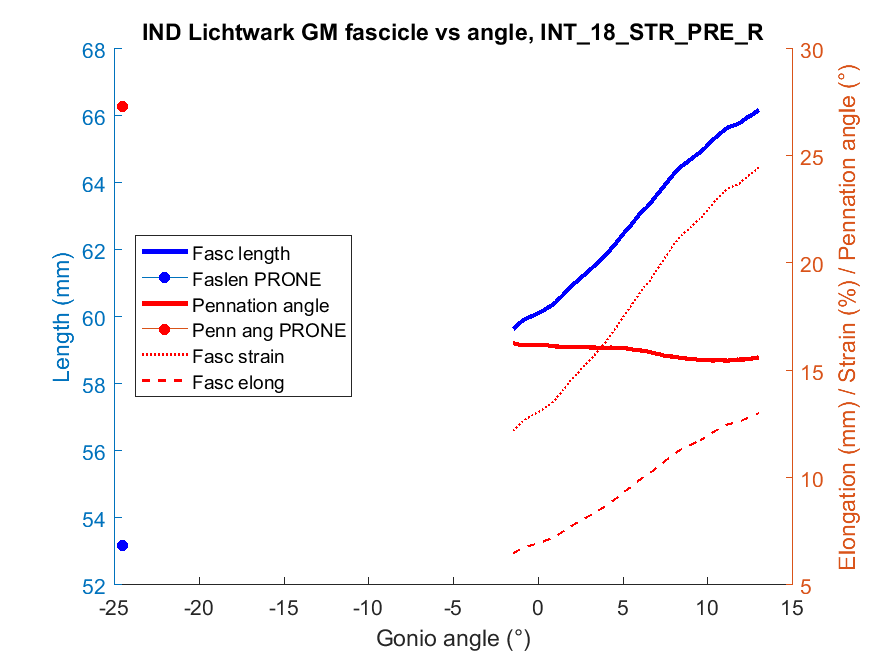 IND Lichtwark GM fascicle vs angle, INT_18_STR_PRE_R
68
66
64
62
60
58
56
54
52
Length (mm)
30
25
20
15
10
5
Elongation (mm) / Strain (%) / Pennation angle (°)
Fasc length
Faslen PRONE
Pennation angle
Penn ang PRONE
Fasc strain
Fasc elong
-25
-20
-15
-10
-5
0
5
10
15
Gonio angle (°)